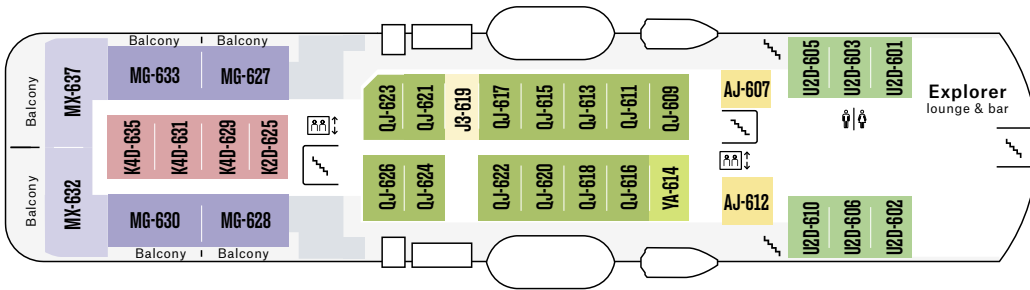 Balcony
Balcony
Balcony
MX-637
MG-633
MG-627
QJ-623
QJ-621
J3-619
QJ-617
QJ-615
QJ-613
QJ-611
QJ-609
AJ-607
U2D-605
U2D-603
U2D-601
Explorer
lounge & bar
K4D-635
K4D-631
K4D-629
K2D-625
Balcony
MX-632
MG-630
MG-628
QJ-626
QJ-624
QJ-622
QJ-620
QJ-618
QJ-616
YA-614
AJ-612
U2D-610
U2D-606
U2D-602
Balcony
Balcony